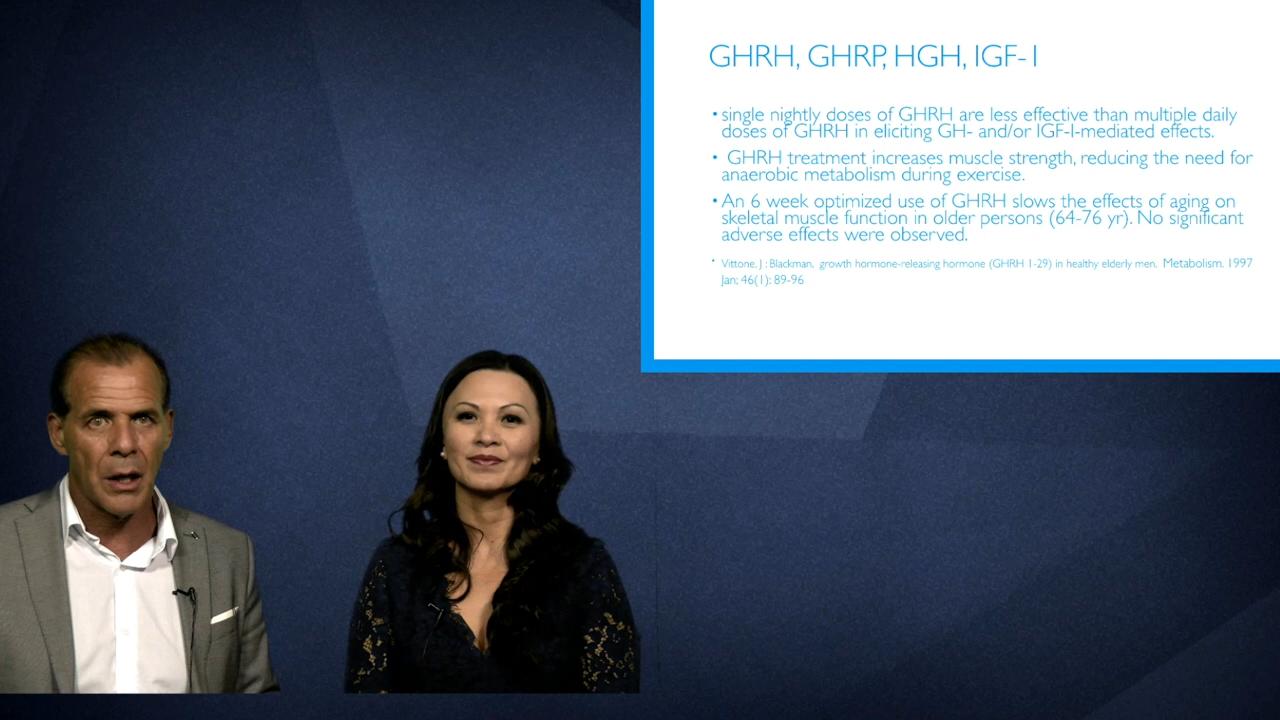 GHRH, GHRP, HGH, IGF-1
• single nightly doses of GHRH are less effective than multiple daily
doses of GHRH in eliciting GH- and/or IGF-I-mediated effects.
• GHRH treatment increases muscle strength, reducing the need for
anaerobic metabolism during exercise.
• An 6 week optimized use of GHRH slows the effects of aging on
skeletal muscle function in older persons (64-76 yr). No significant
adverse effects were observed.
• Vittone, J ; Blackman, growth hormone-releasing hormone (GHRH 1-29) in healthy elderly men. Metabolism. 1997
Jan; 46(1): 89-96